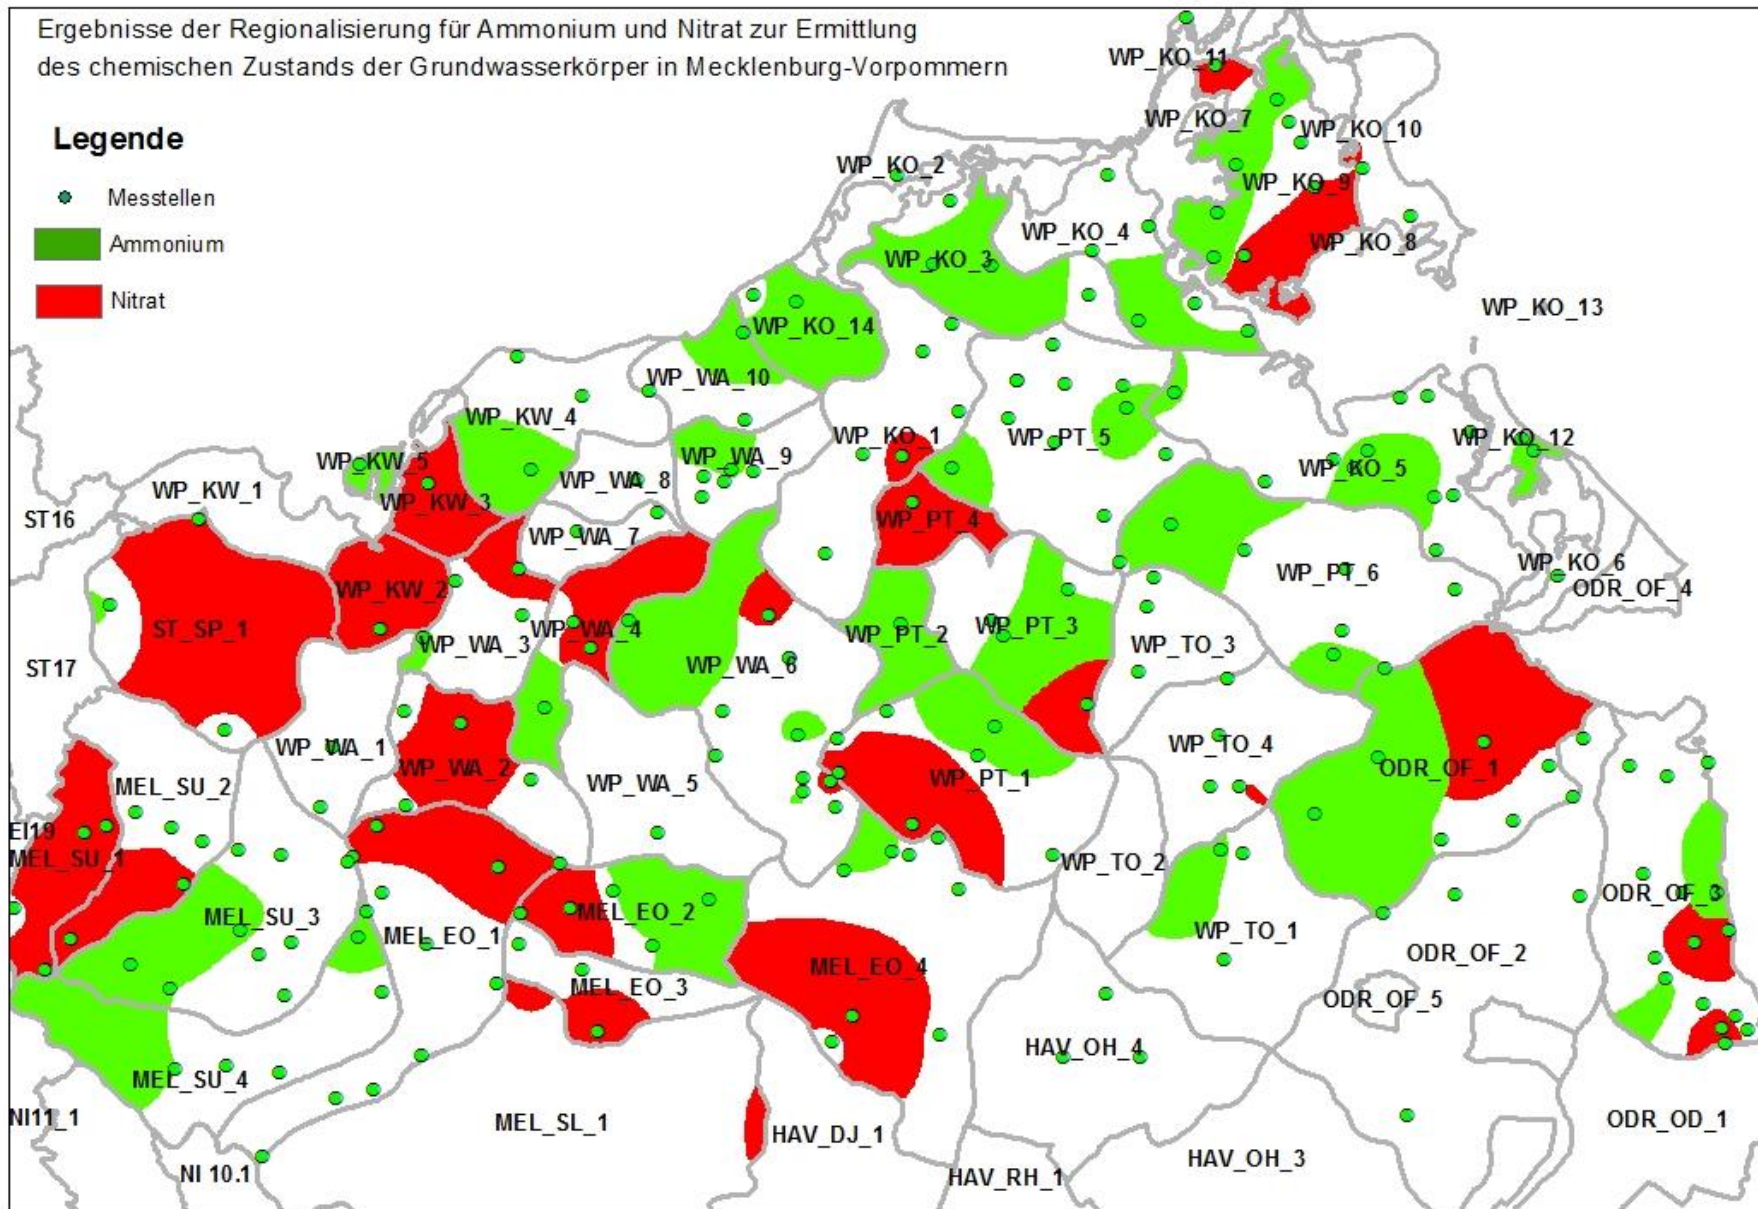 Ergebnisse der Regionalisierung für Ammonium und Nitrat zur Ermittlung
des chemischen Zustands der Grundwasserkörper in Mecklenburg-Vorpommern
Legende
Messtellen
Ammonium
Nitrat
WP_KO_11
WP_KO_7
WP_KO_10
WP_KO_2
WP_KO_9
WP_KO_4
WP_KO_8
WP_KO_3
WP_KO_13
WP_KO_14
WP_WA_10
WP_KW_4
WP_KO_1
WP_PT_5
WP_KO_12
WP_KW_5
WP_WA_9
WP_KO_5
WP_KW_1
WP_WA_8
WP_KW_3
ST16
WP_PT_4
WP_WA_7
WP_KO_6
WP_PT_6
WP_KW_2
ODR_OF_4
ST_SP_1
WP_WA_4
WP_PT_2
WP_PT_3
WP_WA_3
WP_TO_3
ST17
WP_WA_6
WP_WA_1
WP_TO_4
WP_WA_2
ODR_OF_1
MEL_SU_2
WP_WA_5
WP_PT_1
EI19
MEL_SU_1
WP_TO_2
ODR_OF_3
MEL_SU_3
MEL_EO_2
MEL_EO_1
WP_TO_1
ODR_OF_2
MEL_EO_4
MEL_EO_3
ODR_OF_5
HAV_OH_4
MEL_SU_4
NI11_1
MEL_SL_1
HAV_DJ_1
ODR_OD_1
NI 10.1
HAV_RH_1
HAV_OH_3